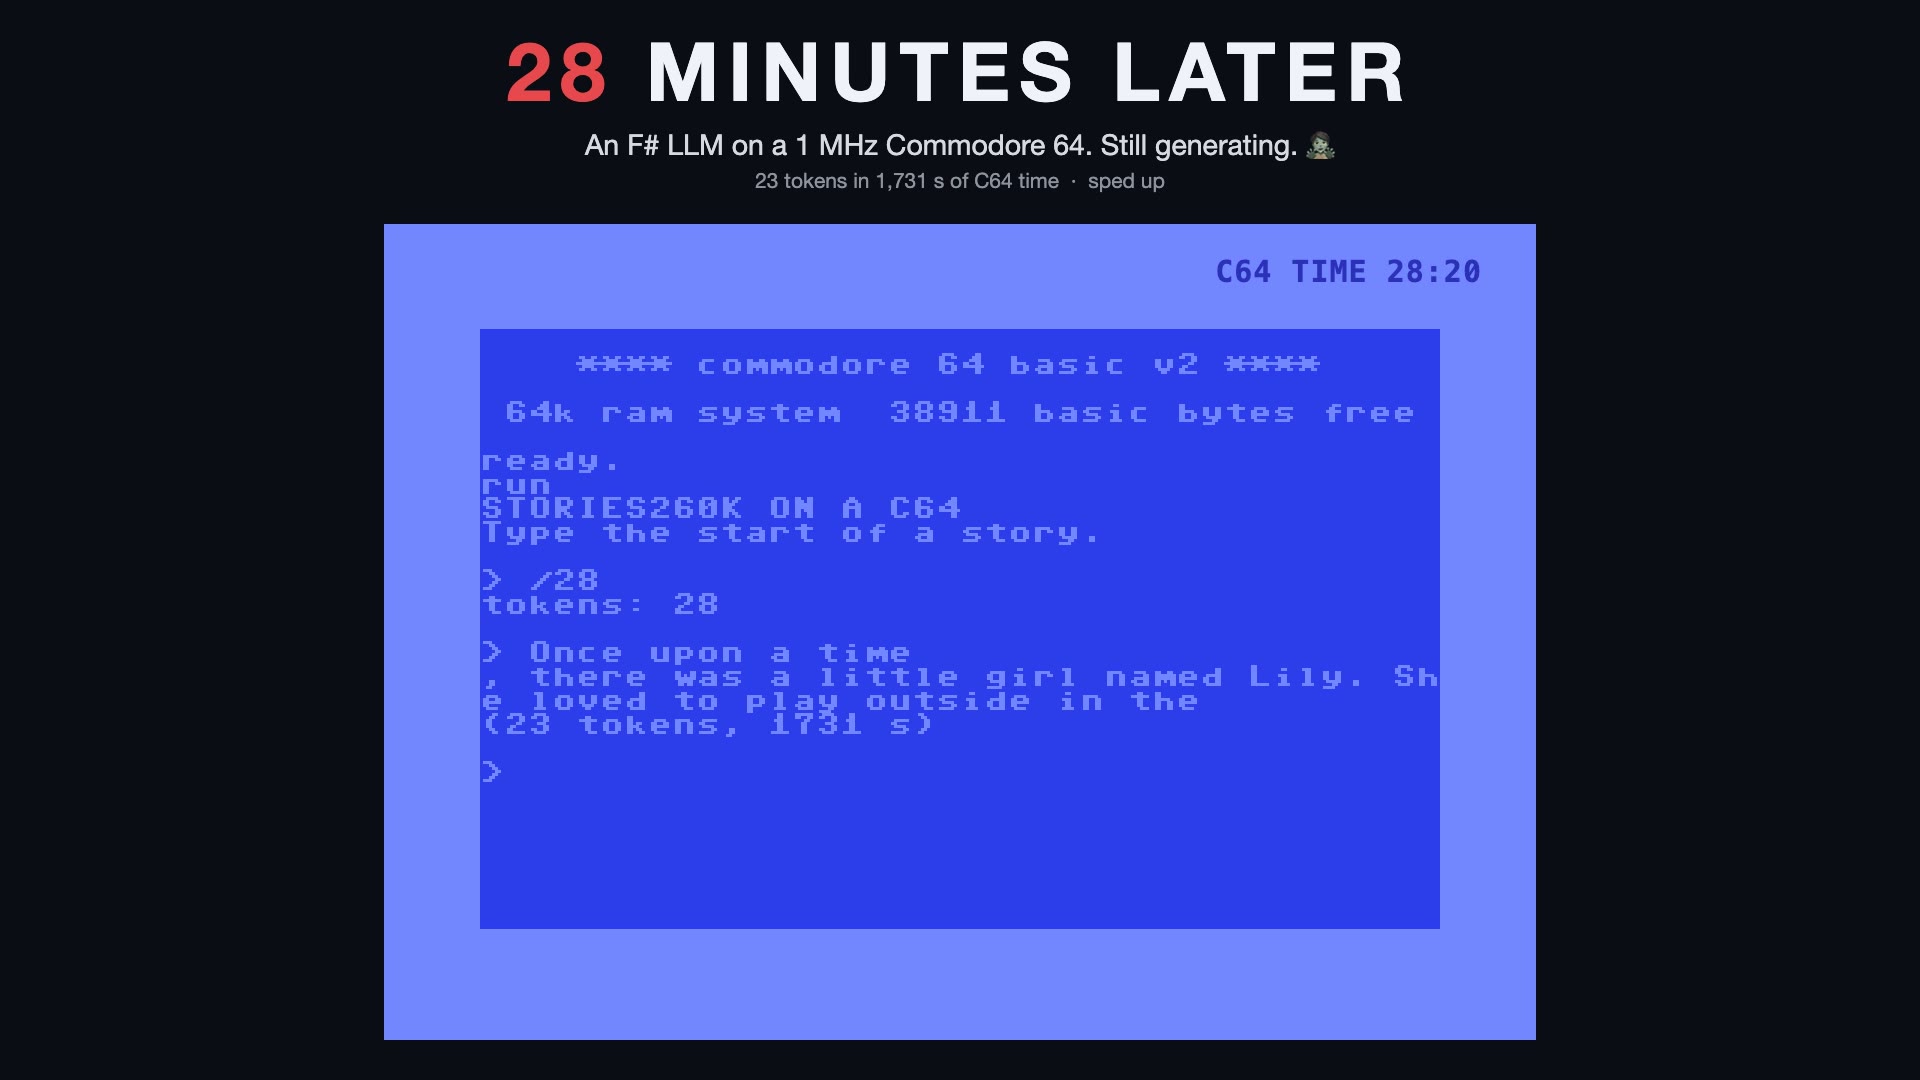 28 MINUTES LATER
An F# LLM on a 1 MHz Commodore 64. Still generating. 🧟‍♀️
23 tokens in 1,731 s of C64 time · sped up
C64 TIME 28:20
**** commodore 64 basic v2 ****
64k ram system  38911 basic bytes free
ready.
run
STORIES260K ON A C64
Type the start of a story.
> /28
tokens: 28
> Once upon a time
, there was a little girl named Lily. Sh
e loved to play outside in the
(23 tokens, 1731 s)
>